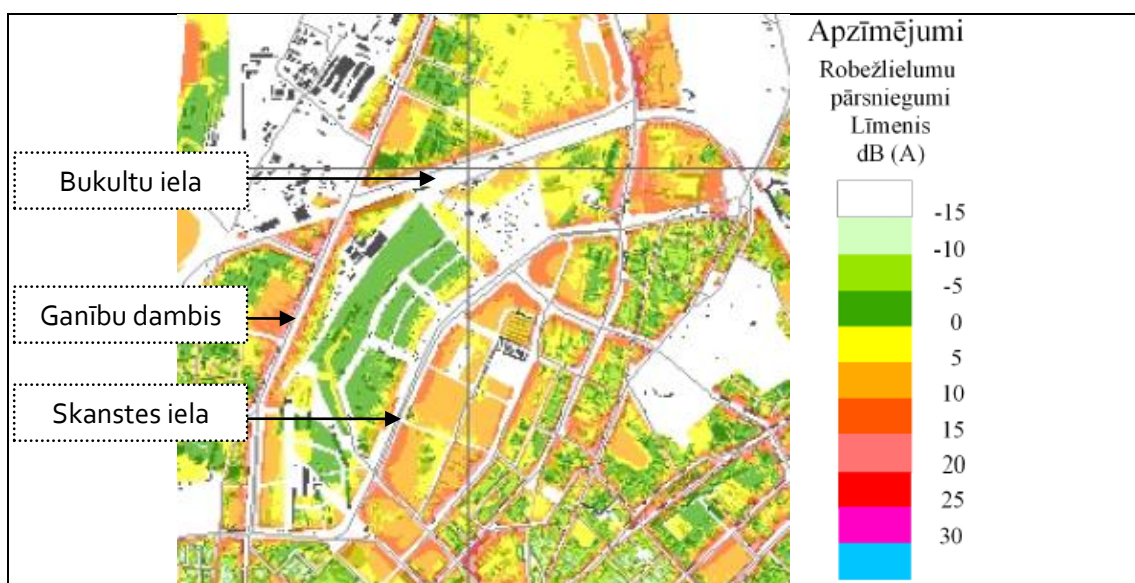 Bukultu iela
Ganību dambis
Skanstes iela
Apzīmējumi
Robežlielumu
pārsniegumi
Līmenis
dB (A)
-15
-10
-5
0
5
10
15
20
25
30